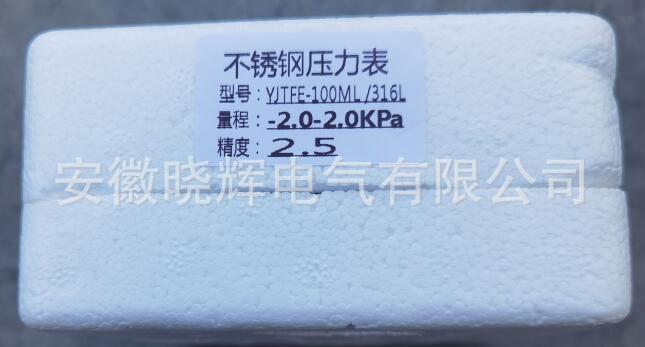 不锈钢压力表
型号：YJTFE-100ML/316L
量程：-2.0-2.0KPa
精度：2.5
安徽晓辉电气有限公司